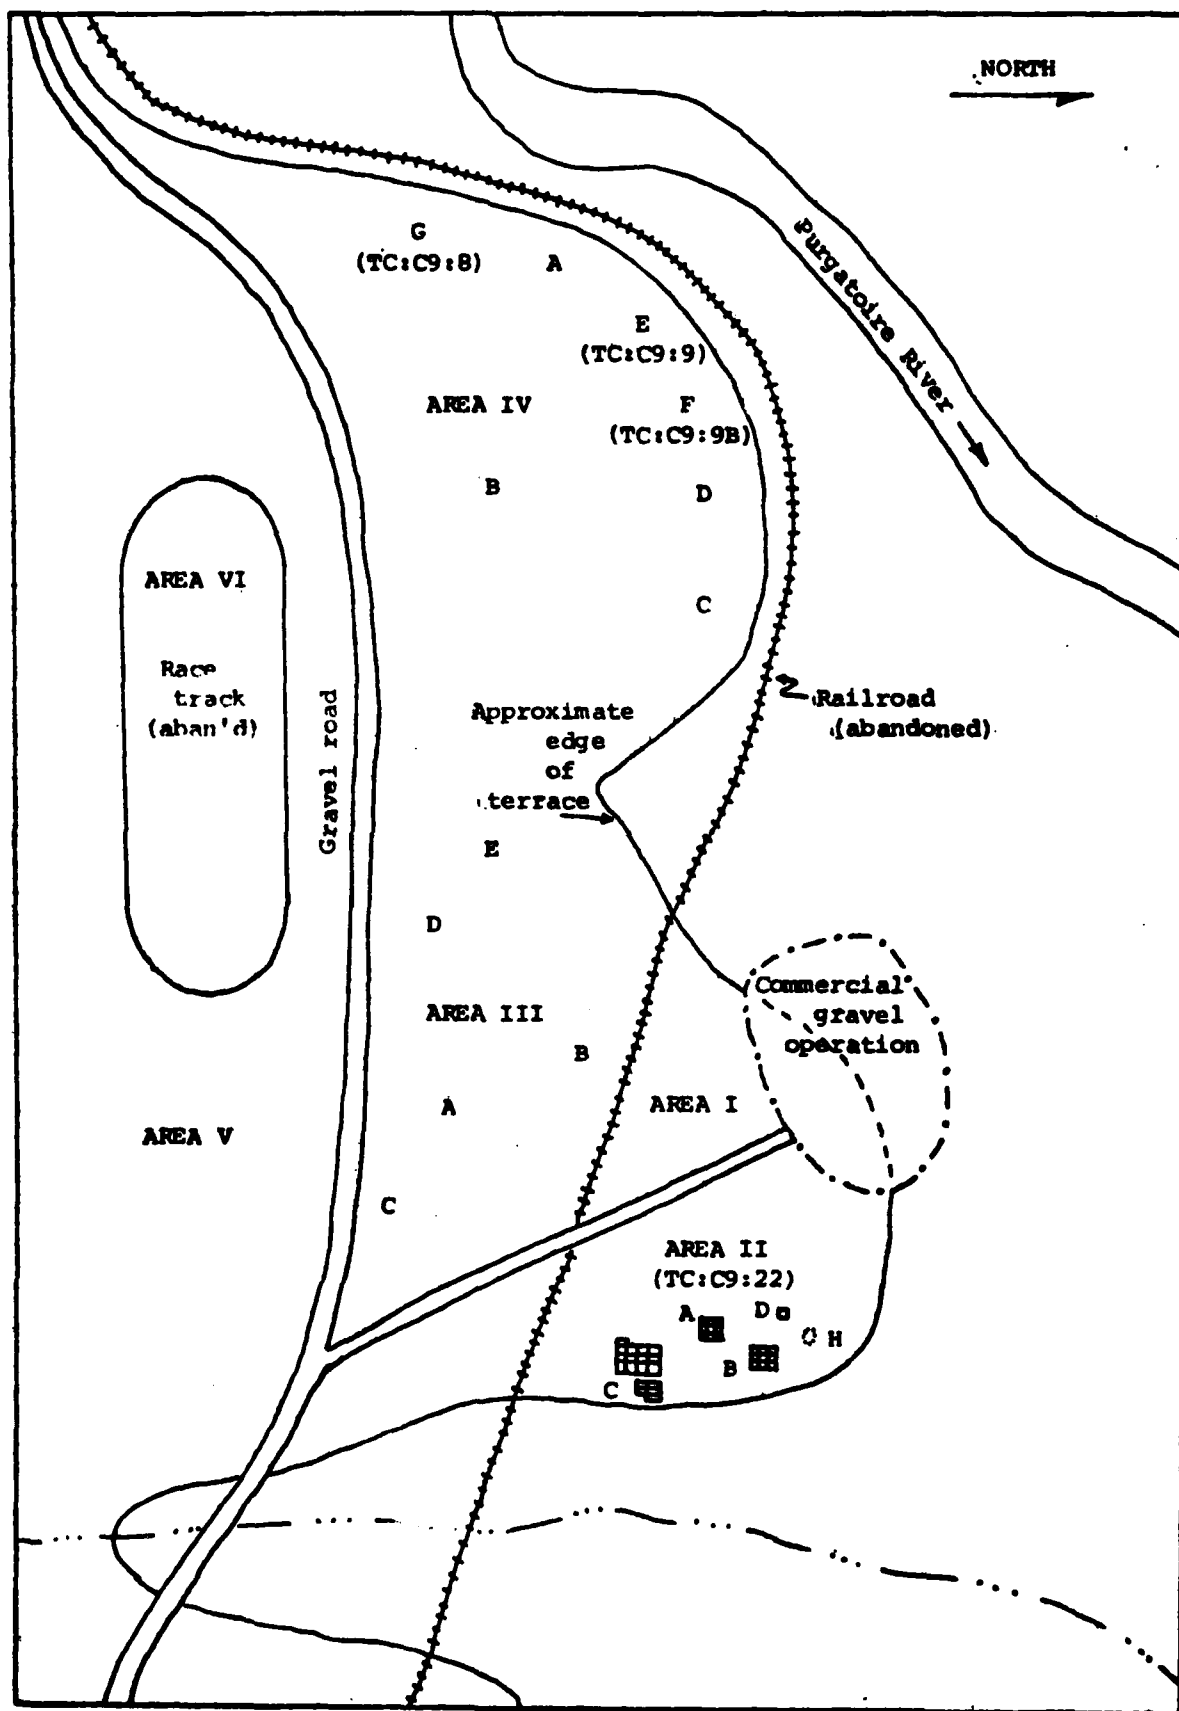 NORTH
Purgatoire River
G
(TC:C9:8)
A
E
(TC:C9:9)
AREA IV
F
(TC:C9:9B)
B
D
AREA VI
C
Race
track
(aban'd)
Gravel road
Approximate
edge
of
terrace
Railroad
(abandoned)
E
D
Commercial
gravel
operation
AREA III
B
A
AREA I
AREA V
C
AREA II
(TC:C9:22)
A
D
H
B
C